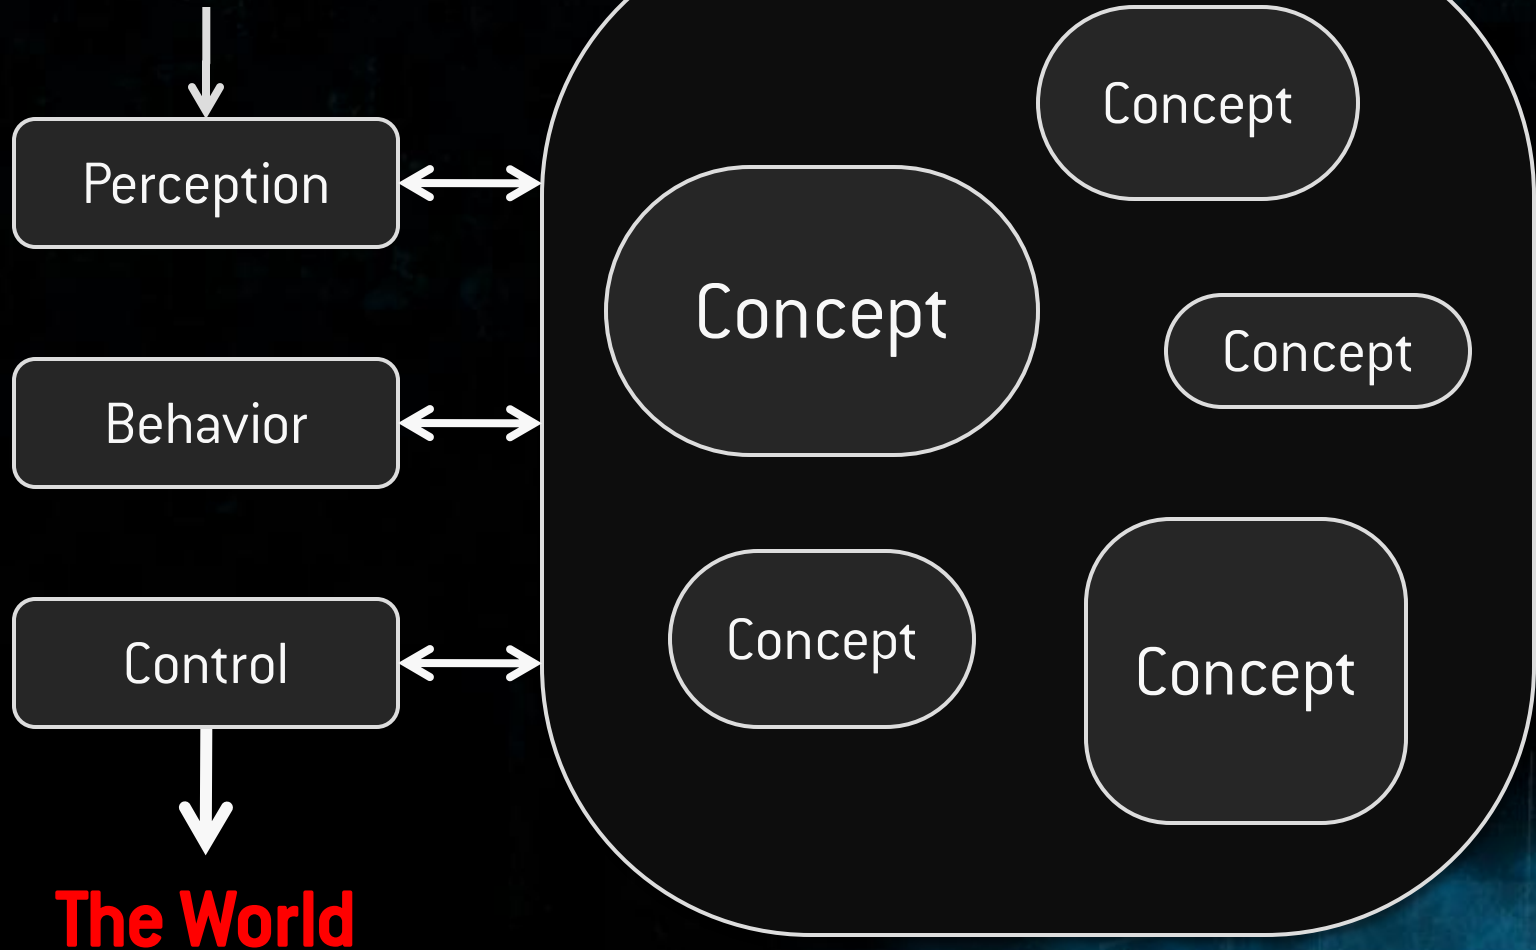 Perception
Behavior
Control
The World
Concept
Concept
Concept
Concept
Concept